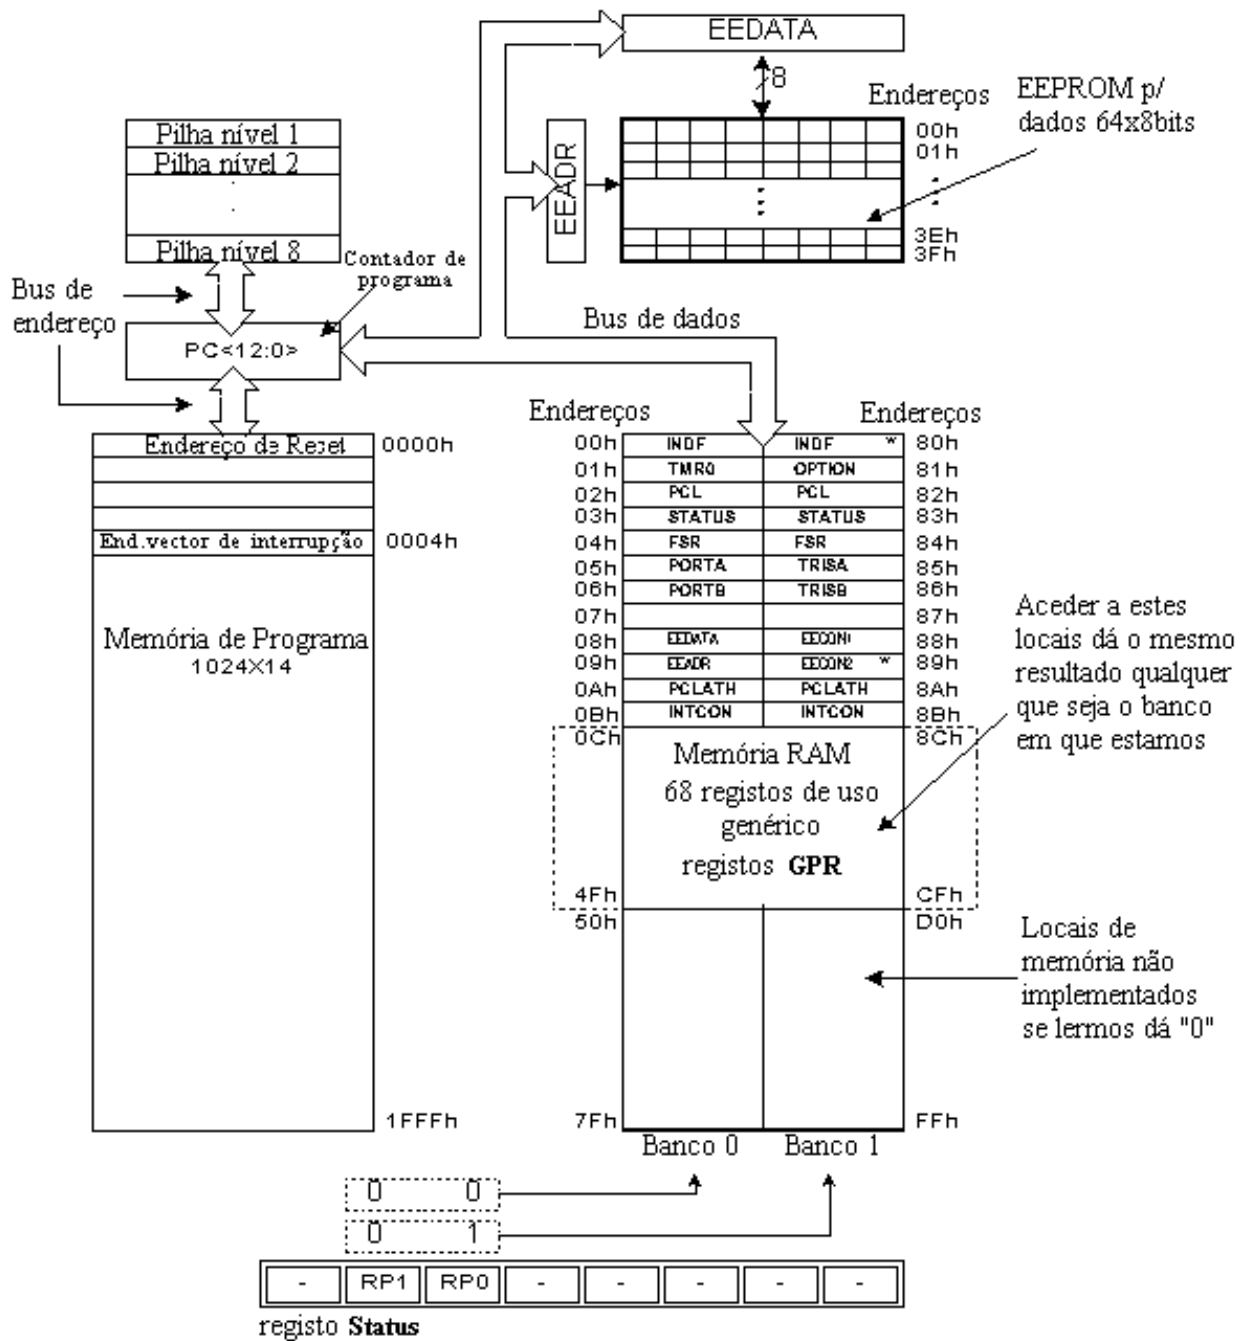 EEDATA
8
Endereços
EEPROM p/
dados 64x8bits
00h
01h
3Eh
3Fh
EEADR
Pilha nível 1
Pilha nível 2
Pilha nível 8
Contador de
programa
Bus de
endereço
PC<12:0>
Bus de dados
Endereço de Reset
0000h
End.vector de interrupção
0004h
Memória de Programa
1024X14
1FFFh
Endereços
Endereços
00h INDF INDF w 80h
01h TMR0 OPTION 81h
02h PCL PCL 82h
03h STATUS STATUS 83h
04h FSR FSR 84h
05h PORTA TRISA 85h
06h PORTB TRISB 86h
07h 87h
08h EEDATA EECON1 88h
09h EEADR EECON2 w 89h
0Ah PCLATH PCLATH 8Ah
0Bh INTCON INTCON 8Bh
0Ch 8Ch
Memória RAM
68 registos de uso
genérico
registos GPR
4Fh CFh
50h D0h
7Fh FFh
Aceder a estes
locais dá o mesmo
resultado qualquer
que seja o banco
em que estamos
Locais de
memória não
implementados
se lermos dá "0"
Banco 0 Banco 1
0 0
0 1
- RP1 RP0 - - - - -
registo Status